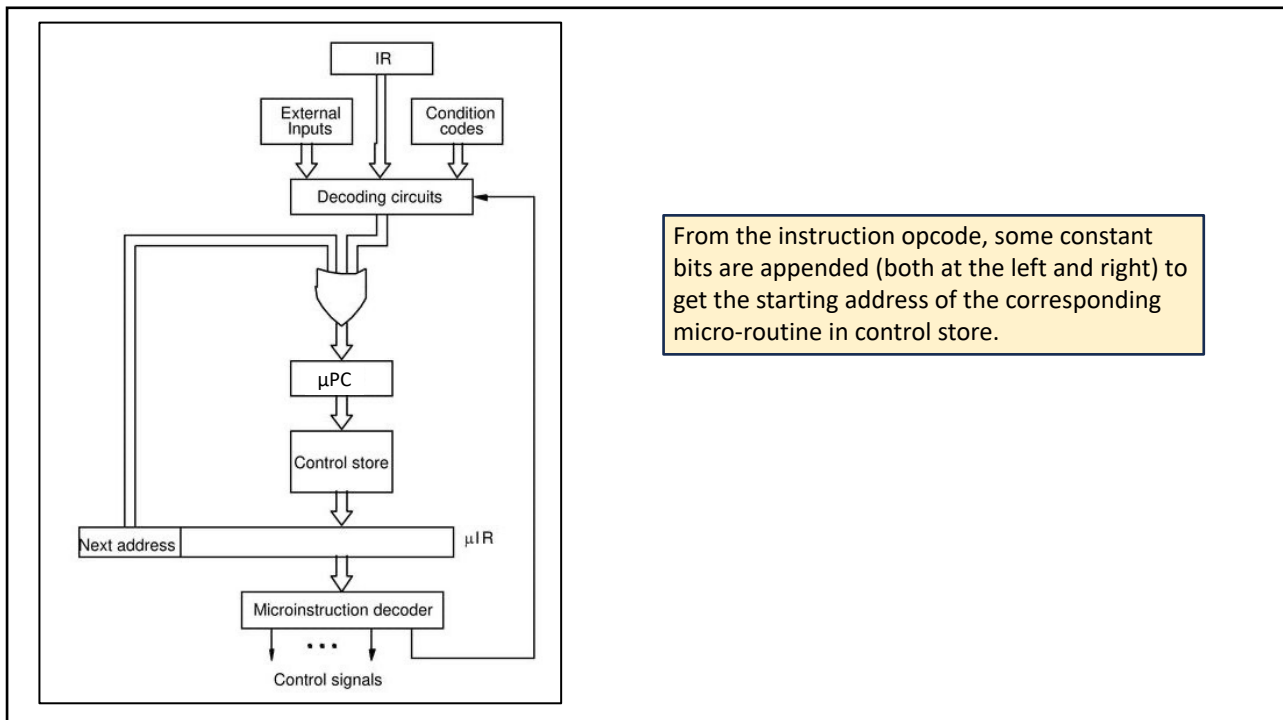 IR
External
Inputs
Condition
codes
Decoding circuits
μPC
Control store
Next address
μIR
Microinstruction decoder
• • •
Control signals
From the instruction opcode, some constant
bits are appended (both at the left and right) to
get the starting address of the corresponding
micro-routine in control store.